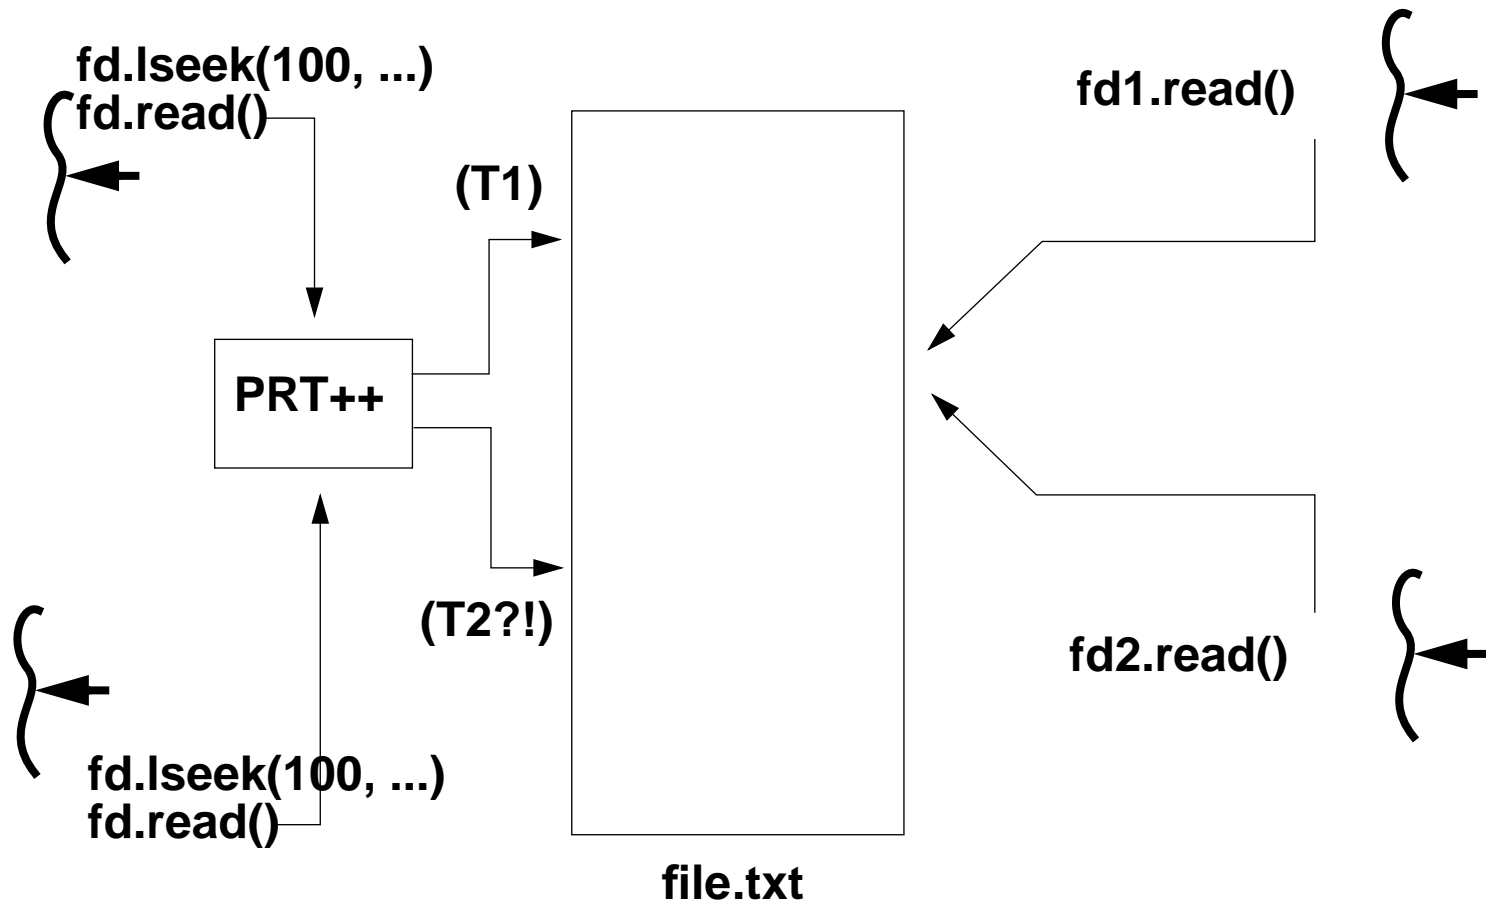 fd.lseek(100, ...)
fd.read()
fd1.read()
(T1)
PRT++
(T2?!)
fd2.read()
fd.lseek(100, ...)
fd.read()
file.txt